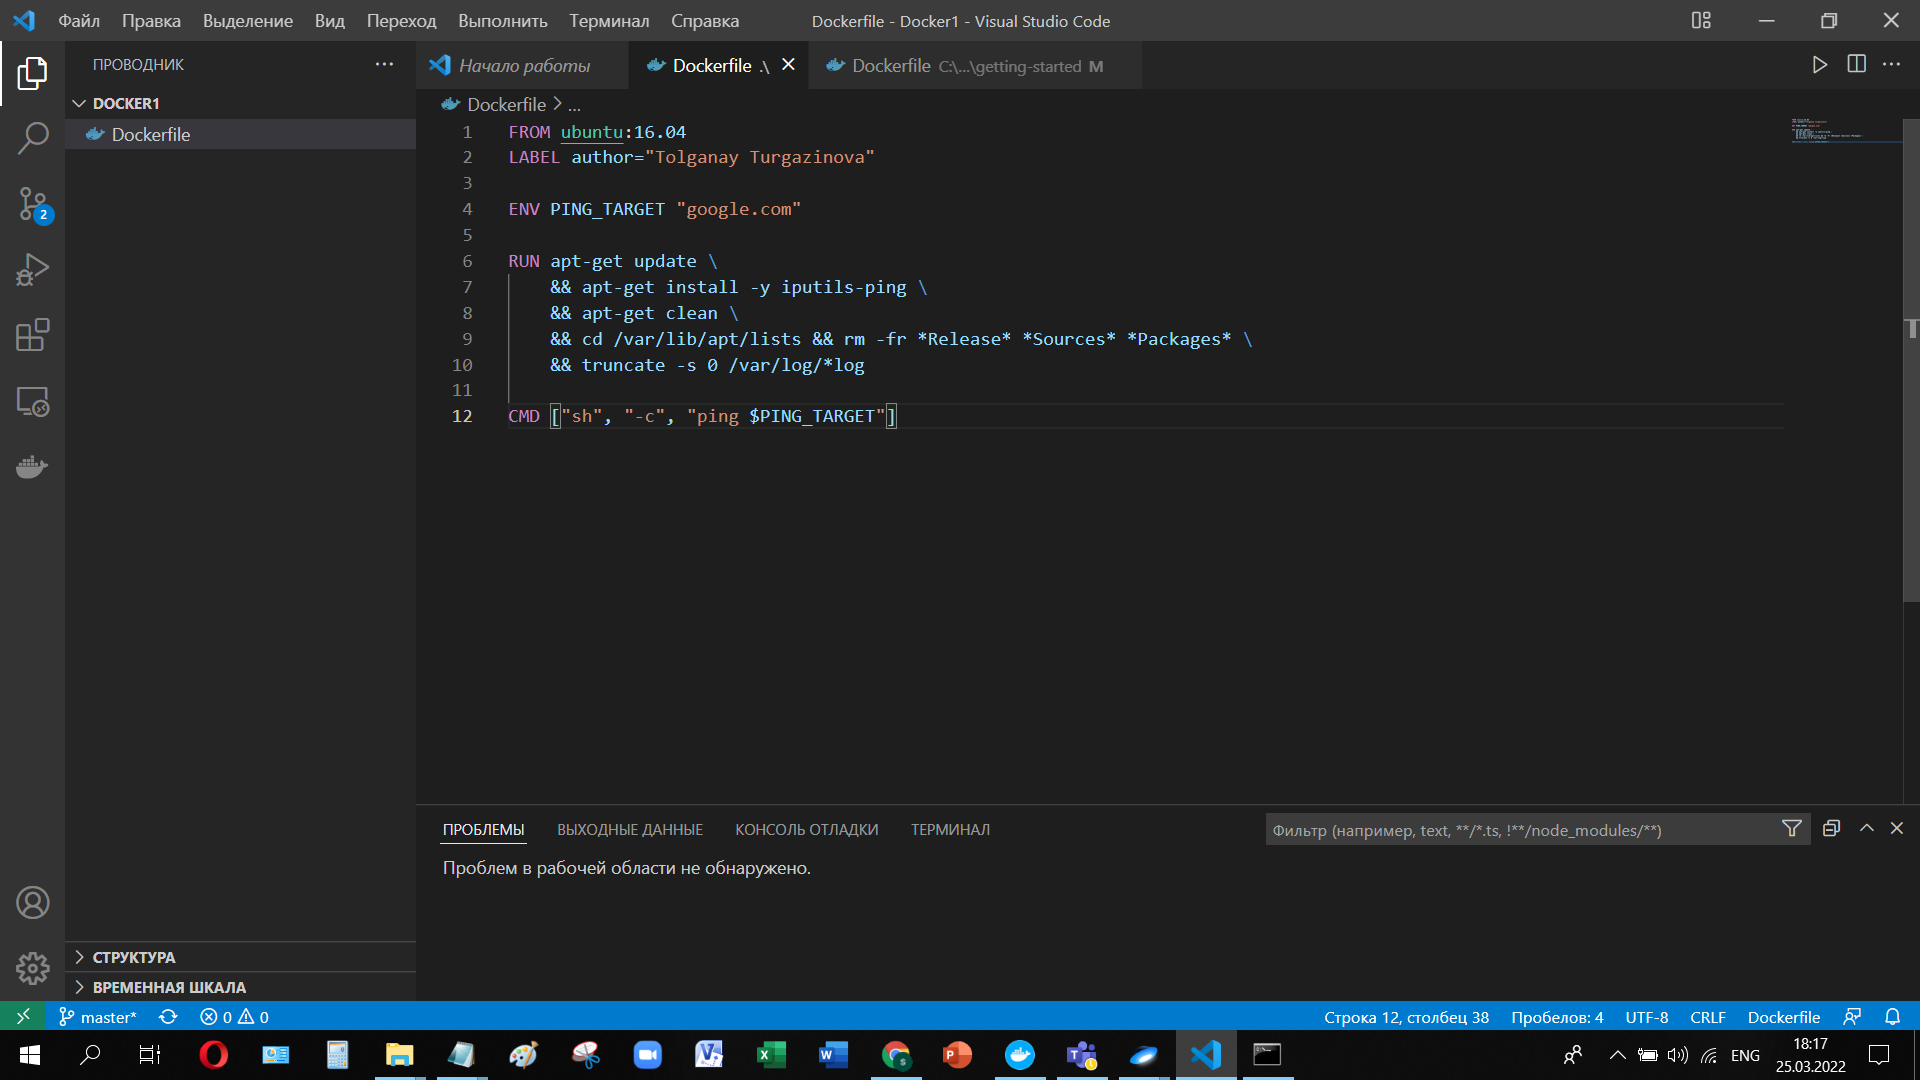 Файл Правка Выделение Вид Переход Выполнить Терминал Справка Dockerfile - Docker1 - Visual Studio Code
ПРОВОДНИК ...
Начало работы Dockerfile .\ Dockerfile C:\...\getting-started M
DOCKER1
Dockerfile
Dockerfile > ...
1 FROM ubuntu:16.04
2 LABEL author="Tolganay Turgazinova"
3
4 ENV PING_TARGET "google.com"
5
6 RUN apt-get update \
7 && apt-get install -y iputils-ping \
8 && apt-get clean \
9 && cd /var/lib/apt/lists && rm -fr *Release* *Sources* *Packages* \
10 && truncate -s 0 /var/log/*log
11
12 CMD ["sh", "-c", "ping $PING_TARGET"]
2
ПРОБЛЕМЫ ВЫХОДНЫЕ ДАННЫЕ КОНСОЛЬ ОТЛАДКИ ТЕРМИНАЛ Фильтр (например, text, **/*.ts, !**/node_modules/**)
Проблем в рабочей области не обнаружено.
СТРУКТУРА
ВРЕМЕННАЯ ШКАЛА
master* 0 0 Строка 12, столбец 38 Пробелов: 4 UTF-8 CRLF Dockerfile
ENG 18:17
25.03.2022